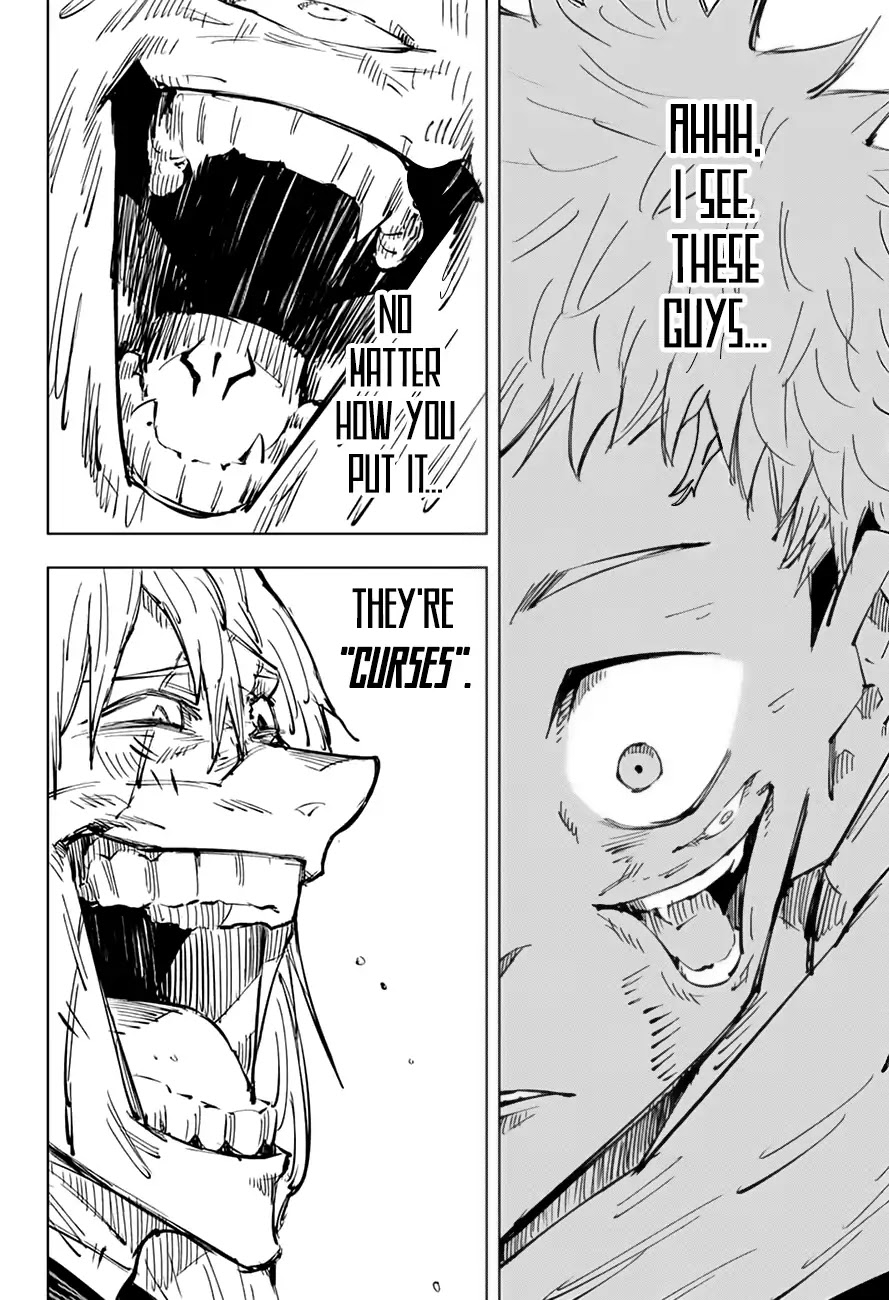 AHHH,
I SEE.
THESE
GUYS...
NO
MATTER
HOW YOU
PUT IT...
THEY'RE
"CURSES".